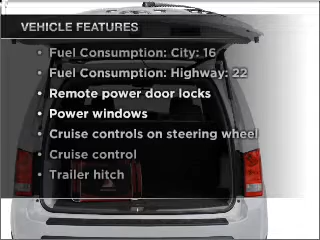 VEHICLE FEATURES
• Fuel Consumption: City: 16
• Fuel Consumption: Highway: 22
• Remote power door locks
• Power windows
• Cruise controls on steering wheel
• Cruise control
• Trailer hitch